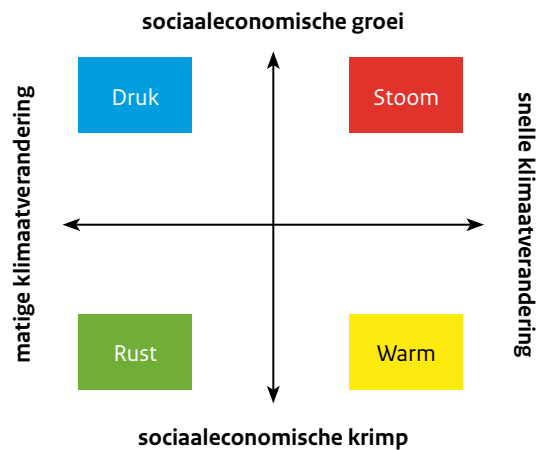 sociaaleconomische groei
Druk
Stoom
matige klimaatverandering
snelle klimaatverandering
Rust
Warm
sociaaleconomische krimp